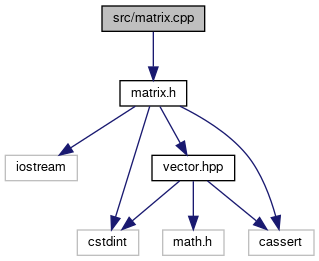 src/matrix.cpp
matrix.h
iostream
vector.hpp
cstdint
math.h
cassert